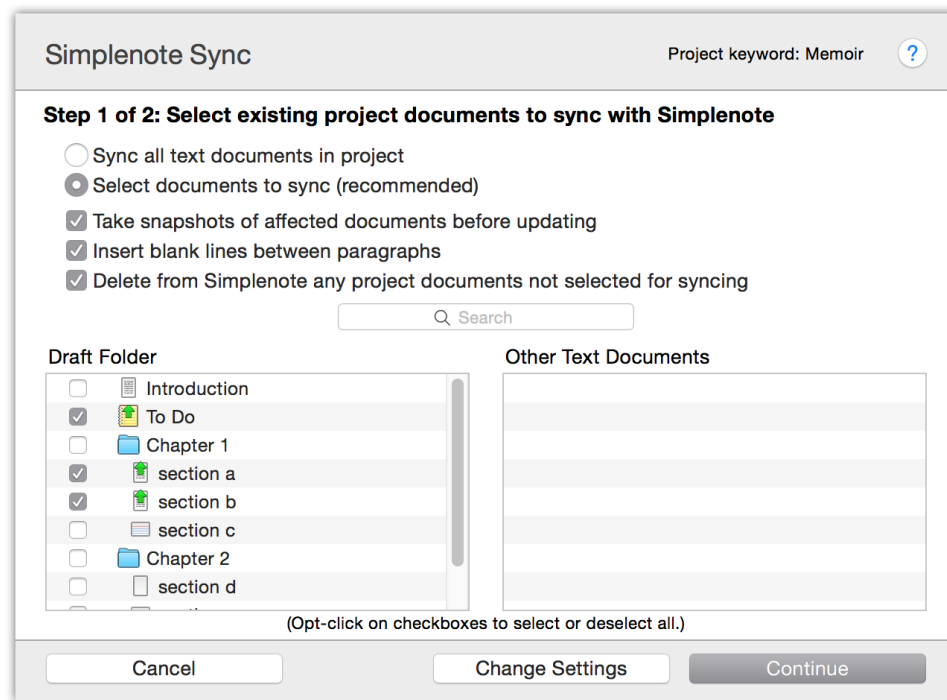 Simplenote Sync
Project keyword: Memoir
?
Step 1 of 2: Select existing project documents to sync with Simplenote
Sync all text documents in project
Select documents to sync (recommended)
Take snapshots of affected documents before updating
Insert blank lines between paragraphs
Delete from Simplenote any project documents not selected for syncing
Search
Draft Folder
Introduction
To Do
Chapter 1
section a
section b
section c
Chapter 2
section d
Other Text Documents
(Opt-click on checkboxes to select or deselect all.)
Cancel
Change Settings
Continue